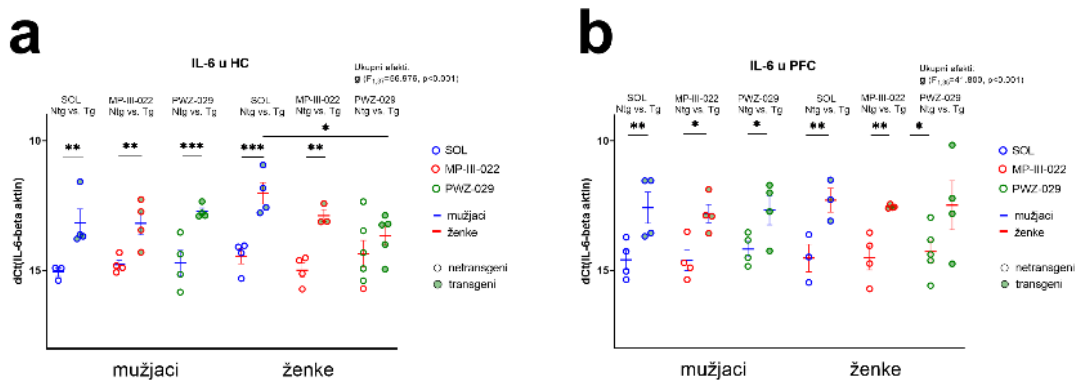 a
IL-6 u HC
Ukupni efekti:
SOL
Ntg vs. Tg
MP-III-022
Ntg vs. Tg
PWZ-029
Ntg vs. Tg
SOL
Ntg vs. Tg
MP-III-022
Ntg vs. Tg
PWZ-029
Ntg vs. Tg
** ** *** *** ** *
dCt(IL-6-beta aktin)
10
15
SOL
MP-III-022
PWZ-029
mužjaci
ženke
netransgeni
transgeni
mužjaci ženke
b
IL-6 u PFC
Ukupni efekti:
SOL
Ntg vs. Tg
MP-III-022
Ntg vs. Tg
PWZ-029
Ntg vs. Tg
SOL
Ntg vs. Tg
MP-III-022
Ntg vs. Tg
PWZ-029
Ntg vs. Tg
** * * ** ** *
dCt(IL-6-beta aktin)
10
15
SOL
MP-III-022
PWZ-029
mužjaci
ženke
netransgeni
transgeni
mužjaci ženke